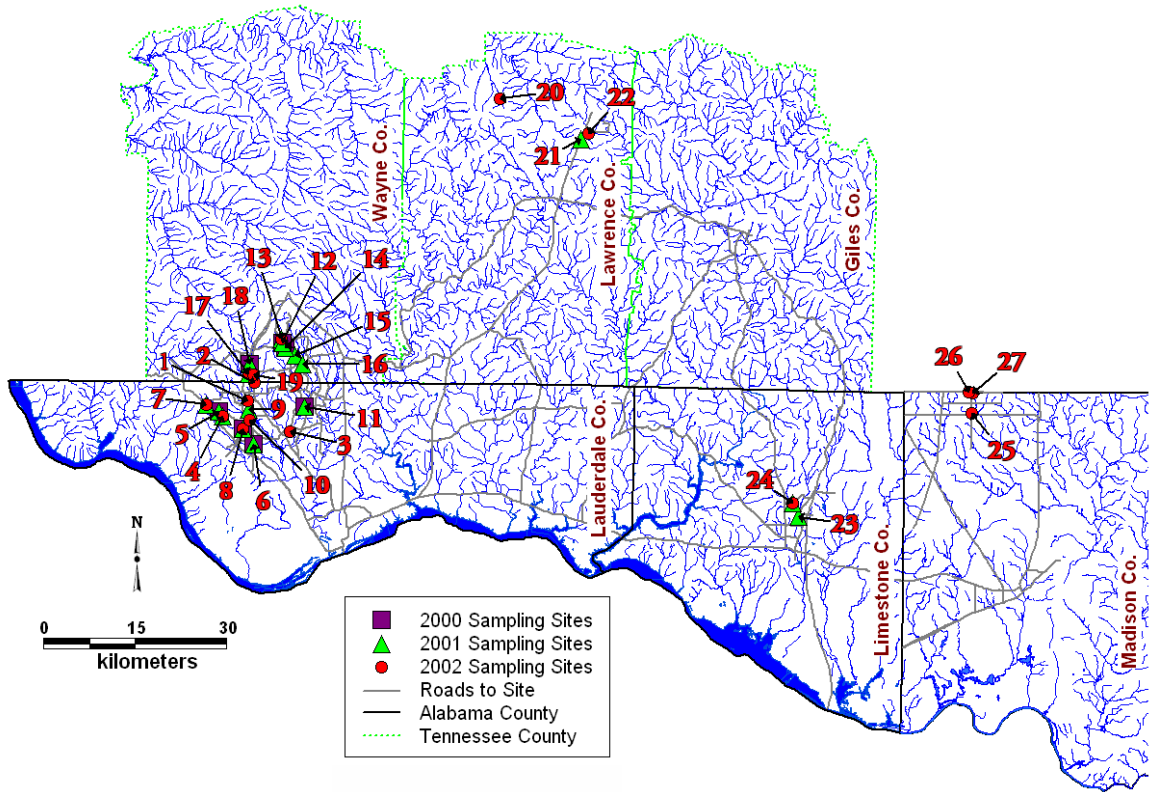 20
22
21
Wayne Co.
Lawrence Co.
Giles Co.
13
12
14
17
18
15
1
2
16
19
26
27
7
9
11
5
3
25
4
8
6
10
Lauderdale Co.
24
23
Limestone Co.
Madison Co.
N
0 15 30
kilometers
2000 Sampling Sites
2001 Sampling Sites
2002 Sampling Sites
Roads to Site
Alabama County
Tennessee County